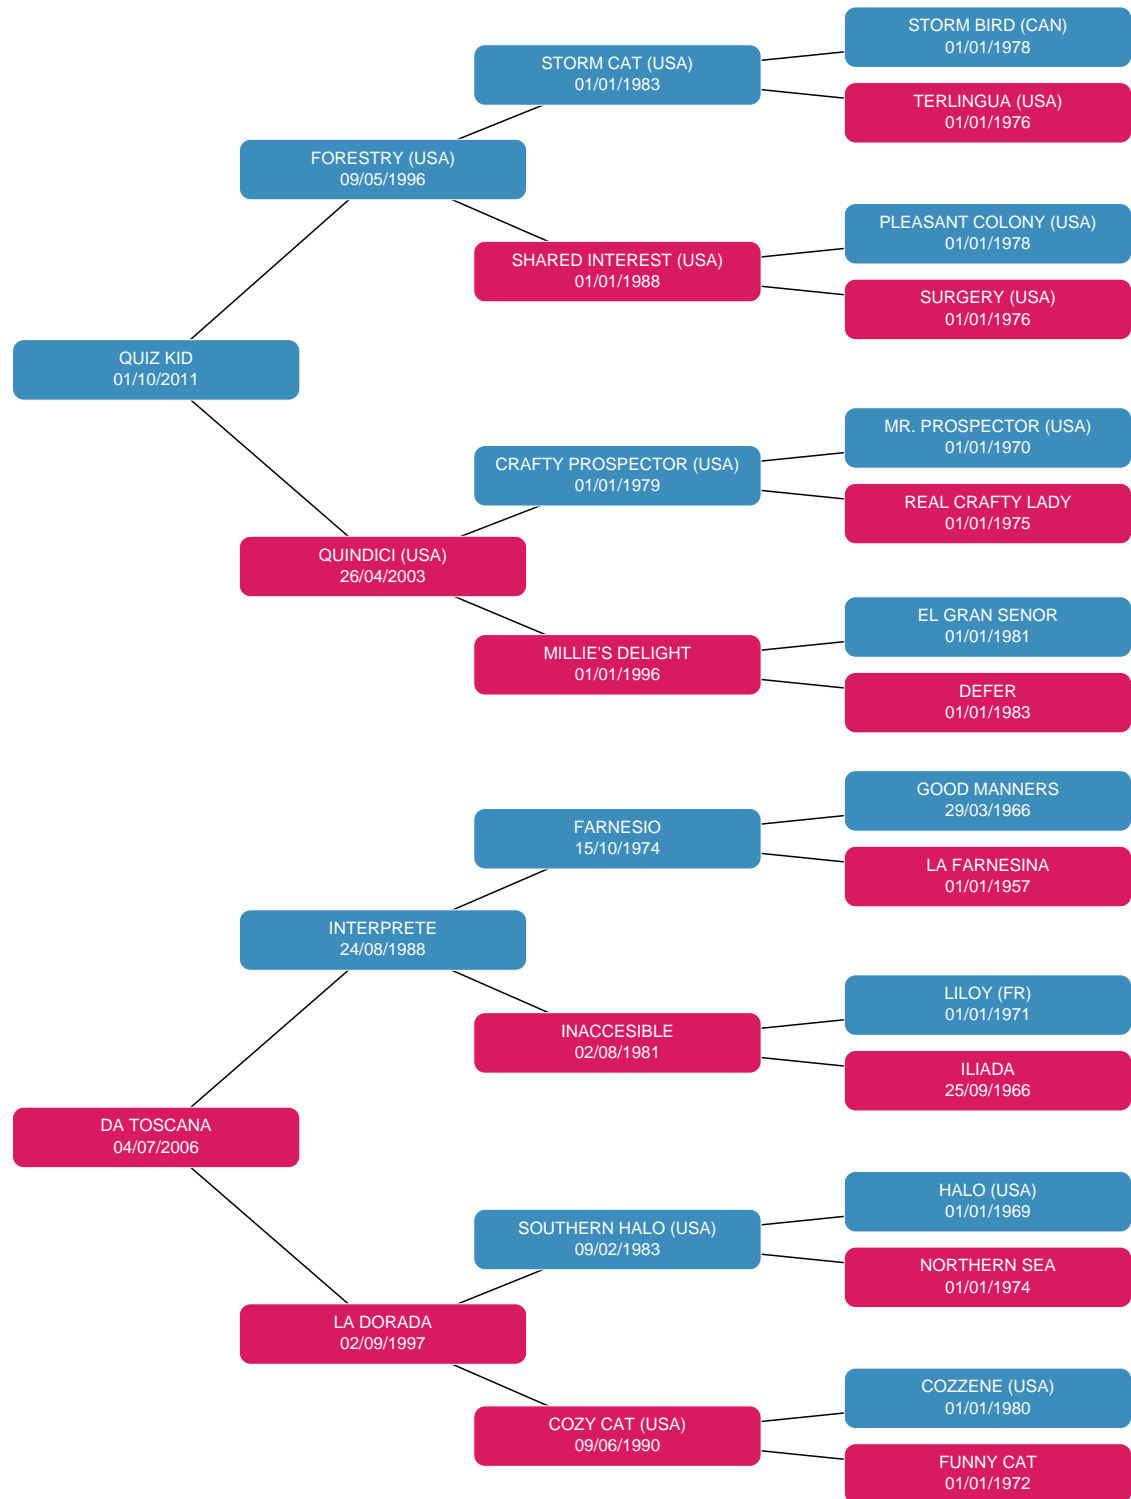 STORM BIRD (CAN)
01/01/1978
STORM CAT (USA)
01/01/1983
TERLINGUA (USA)
01/01/1976
FORESTRY (USA)
09/05/1996
PLEASANT COLONY (USA)
01/01/1978
SHARED INTEREST (USA)
01/01/1988
SURGERY (USA)
01/01/1976
QUIZ KID
01/10/2011
MR. PROSPECTOR (USA)
01/01/1970
CRAFTY PROSPECTOR (USA)
01/01/1979
REAL CRAFTY LADY
01/01/1975
QUINDICI (USA)
26/04/2003
EL GRAN SENOR
01/01/1981
MILLIE'S DELIGHT
01/01/1996
DEFER
01/01/1983
GOOD MANNERS
29/03/1966
FARNESIO
15/10/1974
LA FARNESINA
01/01/1957
INTERPRETE
24/08/1988
LILOY (FR)
01/01/1971
INACCESIBLE
02/08/1981
ILIADA
25/09/1966
DA TOSCANA
04/07/2006
HALO (USA)
01/01/1969
SOUTHERN HALO (USA)
09/02/1983
NORTHERN SEA
01/01/1974
LA DORADA
02/09/1997
COZZENE (USA)
01/01/1980
COZY CAT (USA)
09/06/1990
FUNNY CAT
01/01/1972